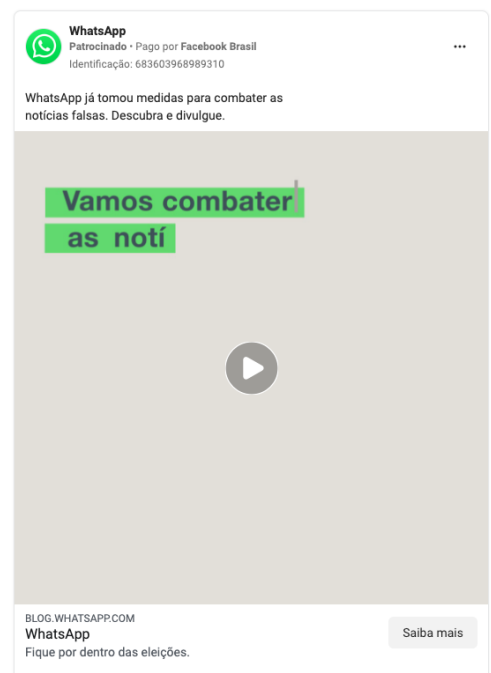 WhatsApp
Patrocinado • Pago por Facebook Brasil
Identificação: 683603968989310
WhatsApp já tomou medidas para combater as
notícias falsas. Descubra e divulgue.
Vamos combater
as notí
BLOG.WHATSAPP.COM
WhatsApp
Fique por dentro das eleições.
Saiba mais